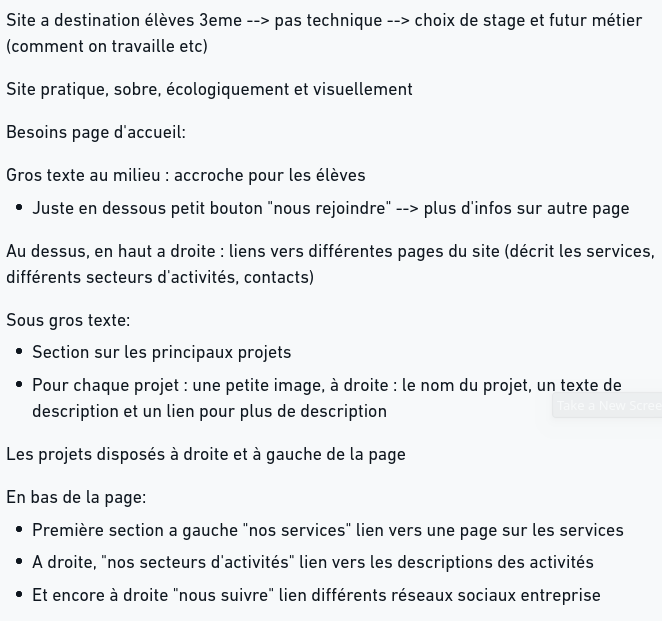 Site a destination élèves 3eme --> pas technique --> choix de stage et futur métier
(comment on travaille etc)
Site pratique, sobre, écologiquement et visuellement
Besoins page d'accueil:
Gros texte au milieu : accroche pour les élèves
• Juste en dessous petit bouton "nous rejoindre" --> plus d'infos sur autre page
Au dessus, en haut a droite : liens vers différentes pages du site (décrit les services,
différents secteurs d'activités, contacts)
Sous gros texte:
• Section sur les principaux projets
• Pour chaque projet : une petite image, à droite : le nom du projet, un texte de
description et un lien pour plus de description
Take a New Scree
Les projets disposés à droite et à gauche de la page
En bas de la page:
• Première section a gauche "nos services" lien vers une page sur les services
• A droite, "nos secteurs d'activités" lien vers les descriptions des activités
• Et encore à droite "nous suivre" lien différents réseaux sociaux entreprise